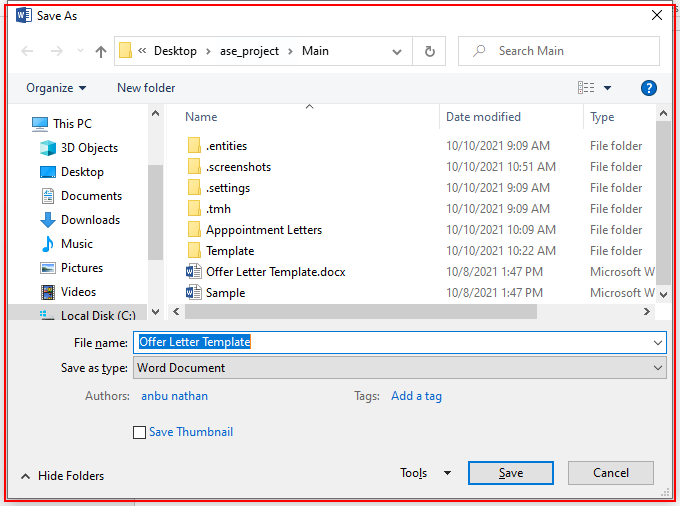 Save As
« Desktop › ase_project › Main
Search Main
Organize
New folder
Name Date modified Type
This PC
3D Objects
Desktop
Documents
Downloads
Music
Pictures
Videos
Local Disk (C:)
.entities 10/10/2021 9:09 AM File folder
.screenshots 10/10/2021 10:51 AM File folder
.settings 10/10/2021 9:09 AM File folder
.tmh 10/10/2021 9:09 AM File folder
Apppointment Letters 10/10/2021 10:09 AM File folder
Template 10/10/2021 10:22 AM File folder
Offer Letter Template.docx 10/8/2021 1:47 PM Microsoft W
Sample 10/8/2021 1:47 PM Microsoft W
File name: Offer Letter Template
Save as type: Word Document
Authors: anbu nathan Tags: Add a tag
Save Thumbnail
Hide Folders
Tools
Save
Cancel